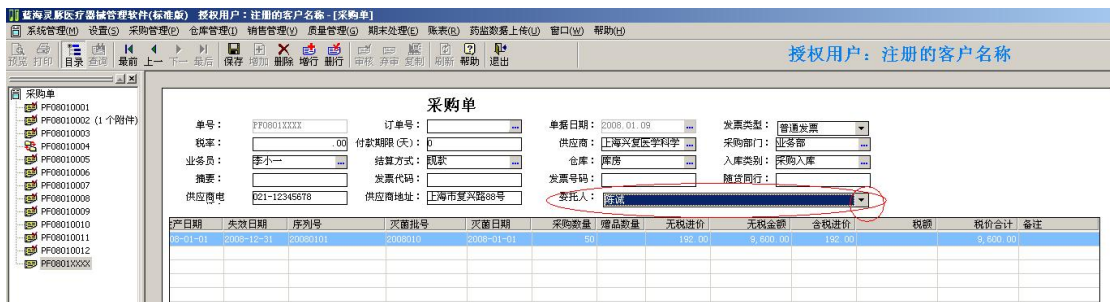 蓝海灵豚医疗器械管理软件(标准版) 授权用户:注册的客户名称 - [采购单]
系统管理(M) 设置(S) 采购管理(P) 仓库管理(I) 销售管理(V) 质量管理(G) 期末处理(E) 账表(R) 药监数据上传(U) 窗口(W) 帮助(H)
预览 打印 目录 查询 最前 上一 下一 最后 保存 增加 删除 增行 删行 审核 弃审 复制 刷新 帮助 退出
授权用户:注册的客户名称
采购单
PF08010001
PF08010002 (1个附件)
PF08010003
PF08010004
PF08010005
PF08010006
PF08010007
PF08010008
PF08010009
PF08010010
PF08010011
PF08010012
PF0801XXXX
采购单
单号: PF0801XXXX 订单号: 单据日期: 2008.01.09 发票类型: 普通发票
税率: .00 付款期限(天): 0 供应商: 上海兴复医学科学 采购部门: 业务部
业务员: 李小一 结算方式: 现款 仓库: 库房 入库类别: 采购入库
摘要: 发票代码: 发票号码: 随货同行:
供应商电 021-12345678 供应商地址: 上海市复兴路88号 委托人: 陈诚
生产日期 失效日期 序列号 灭菌批号 灭菌日期 采购数量 赠品数量 无税进价 无税金额 含税进价 税额 税价合计 备注
08-01-01 2008-12-31 20080101 2008010 2008-01-01 50 192.00 9,600.00 192.00 9,600.00